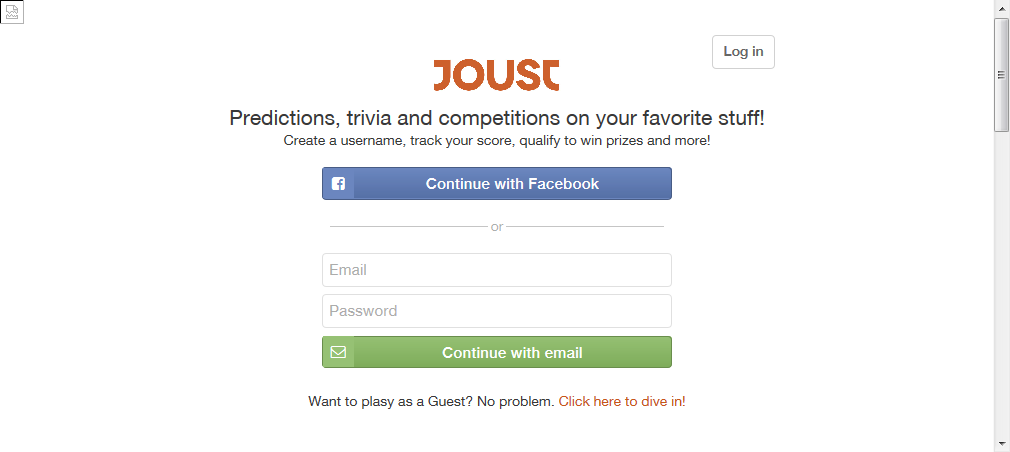 Log in
JOUST
Predictions, trivia and competitions on your favorite stuff!
Create a username, track your score, qualify to win prizes and more!
Continue with Facebook
or
Email
Password
Continue with email
Want to plasy as a Guest? No problem. Click here to dive in!